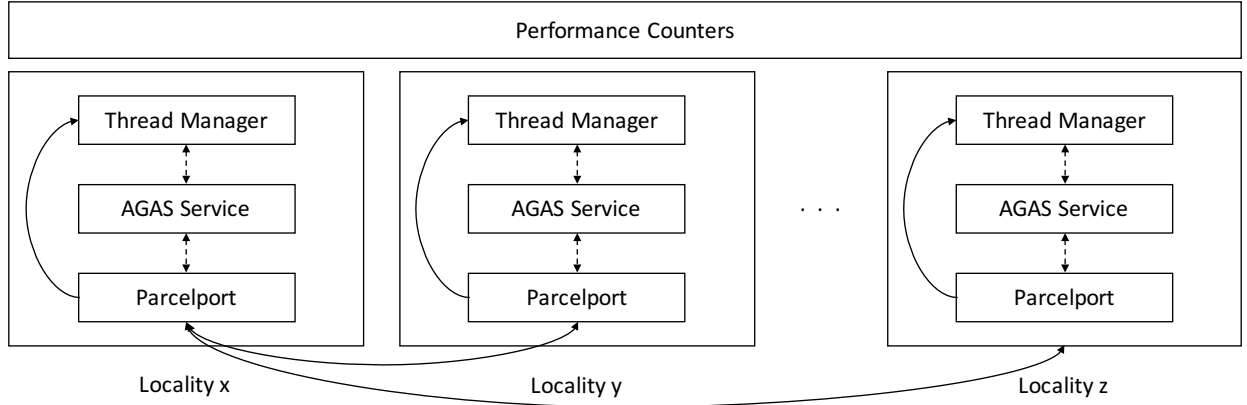 Performance Counters
Thread Manager
AGAS Service
Parcelport
Locality x
Thread Manager
AGAS Service
Parcelport
Locality y
. . .
Thread Manager
AGAS Service
Parcelport
Locality z